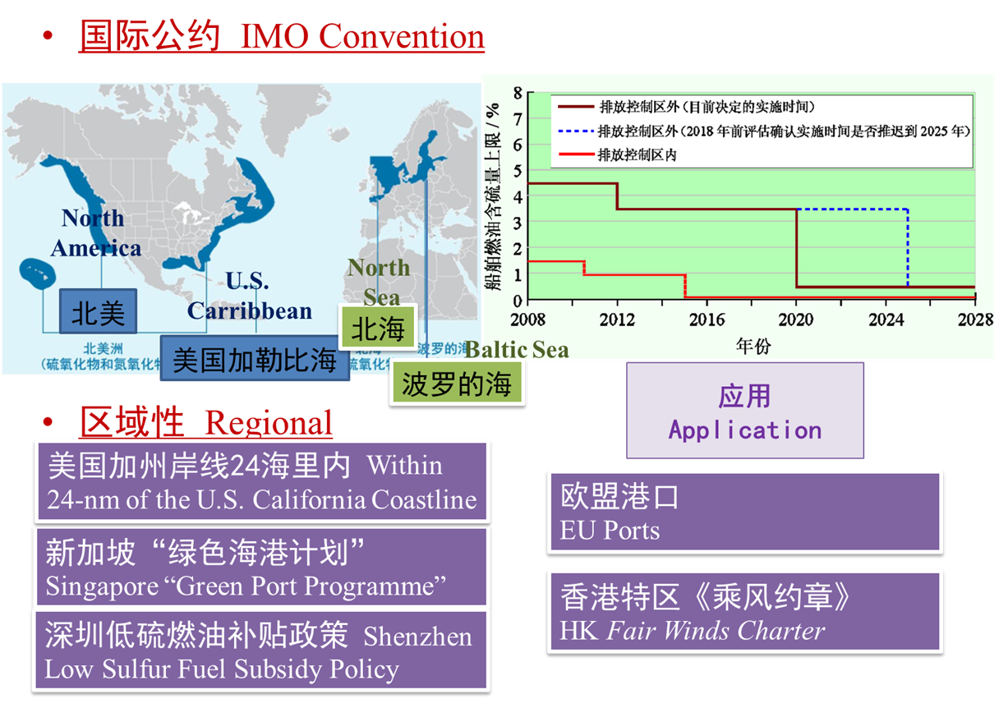 • 国际公约 IMO Convention
North
America
U.S.
Carribbean
North
Sea
Baltic Sea
北美
美国加勒比海
北海
波罗的海
北美洲
(硫氧化物和氮氧化物
波罗的海
硫氧化
船舶燃油含硫量上限/%
8
7
6
5
4
3
2
1
0
排放控制区外(目前决定的实施时间)
排放控制区外(2018 年前评估确认实施时间是否推迟到 2025 年)
排放控制区内
2008 2012 2016 2020 2024 2028
年份
应用
Application
• 区域性 Regional
美国加州岸线24海里内 Within
24-nm of the U.S. California Coastline
新加坡“绿色海港计划”
Singapore “Green Port Programme”
深圳低硫燃油补贴政策 Shenzhen
Low Sulfur Fuel Subsidy Policy
欧盟港口
EU Ports
香港特区《乘风约章》
HK Fair Winds Charter